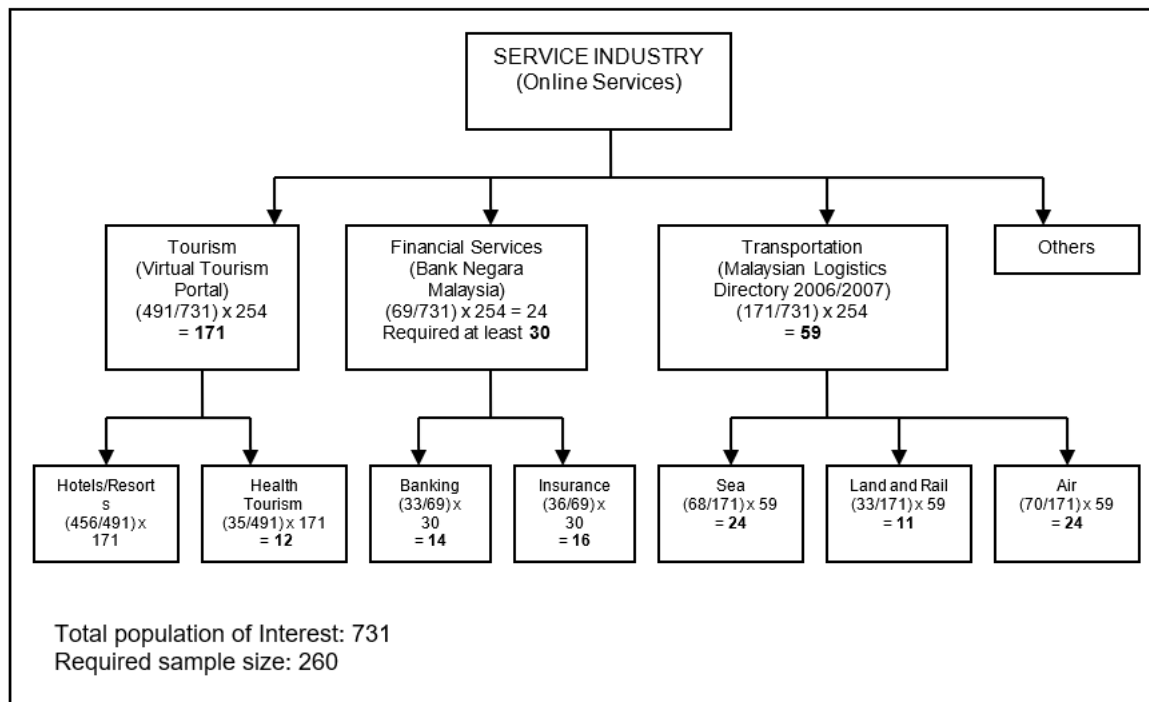 SERVICE INDUSTRY
(Online Services)
Tourism
(Virtual Tourism
Portal)
(491/731) x 254
= 171
Financial Services
(Bank Negara
Malaysia)
(69/731) x 254 = 24
Required at least 30
Transportation
(Malaysian Logistics
Directory 2006/2007)
(171/731) x 254
= 59
Others
Hotels/Resort
s
(456/491) x
171
Health
Tourism
(35/491) x 171
= 12
Banking
(33/69) x
30
= 14
Insurance
(36/69) x
30
= 16
Sea
(68/171) x 59
= 24
Land and Rail
(33/171) x 59
= 11
Air
(70/171) x 59
= 24
Total population of Interest: 731
Required sample size: 260